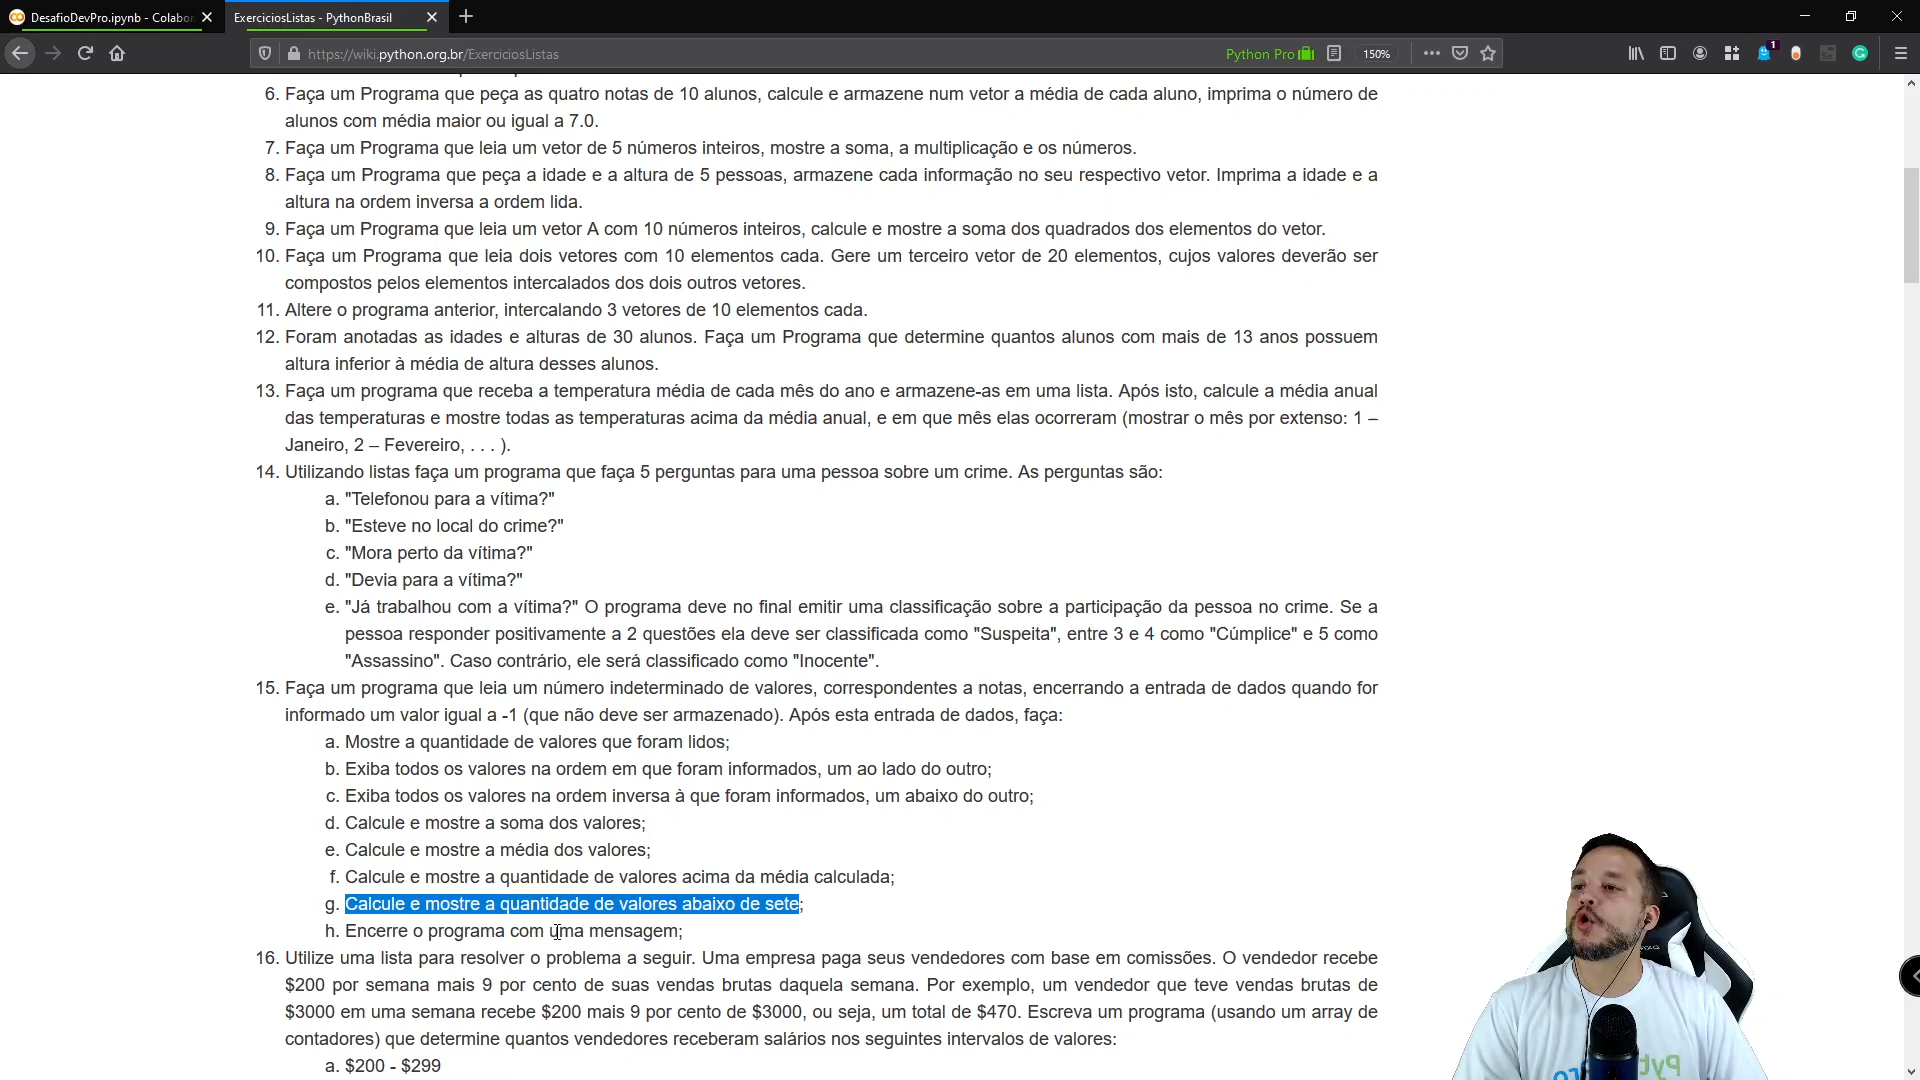 DesafioDevPro.ipynb - Colabor
ExerciciosListas - PythonBrasil
https://wiki.python.org.br/ExerciciosListas
Python Pro
150%
1
6. Faça um Programa que peça as quatro notas de 10 alunos, calcule e armazene num vetor a média de cada aluno, imprima o número de
alunos com média maior ou igual a 7.0.
7. Faça um Programa que leia um vetor de 5 números inteiros, mostre a soma, a multiplicação e os números.
8. Faça um Programa que peça a idade e a altura de 5 pessoas, armazene cada informação no seu respectivo vetor. Imprima a idade e a
altura na ordem inversa a ordem lida.
9. Faça um Programa que leia um vetor A com 10 números inteiros, calcule e mostre a soma dos quadrados dos elementos do vetor.
10. Faça um Programa que leia dois vetores com 10 elementos cada. Gere um terceiro vetor de 20 elementos, cujos valores deverão ser
compostos pelos elementos intercalados dos dois outros vetores.
11. Altere o programa anterior, intercalando 3 vetores de 10 elementos cada.
12. Foram anotadas as idades e alturas de 30 alunos. Faça um Programa que determine quantos alunos com mais de 13 anos possuem
altura inferior à média de altura desses alunos.
13. Faça um programa que receba a temperatura média de cada mês do ano e armazene-as em uma lista. Após isto, calcule a média anual
das temperaturas e mostre todas as temperaturas acima da média anual, e em que mês elas ocorreram (mostrar o mês por extenso: 1 –
Janeiro, 2 – Fevereiro, . . . ).
14. Utilizando listas faça um programa que faça 5 perguntas para uma pessoa sobre um crime. As perguntas são:
a. "Telefonou para a vítima?"
b. "Esteve no local do crime?"
c. "Mora perto da vítima?"
d. "Devia para a vítima?"
e. "Já trabalhou com a vítima?" O programa deve no final emitir uma classificação sobre a participação da pessoa no crime. Se a
pessoa responder positivamente a 2 questões ela deve ser classificada como "Suspeita", entre 3 e 4 como "Cúmplice" e 5 como
"Assassino". Caso contrário, ele será classificado como "Inocente".
15. Faça um programa que leia um número indeterminado de valores, correspondentes a notas, encerrando a entrada de dados quando for
informado um valor igual a -1 (que não deve ser armazenado). Após esta entrada de dados, faça:
a. Mostre a quantidade de valores que foram lidos;
b. Exiba todos os valores na ordem em que foram informados, um ao lado do outro;
c. Exiba todos os valores na ordem inversa à que foram informados, um abaixo do outro;
d. Calcule e mostre a soma dos valores;
e. Calcule e mostre a média dos valores;
f. Calcule e mostre a quantidade de valores acima da média calculada;
g. Calcule e mostre a quantidade de valores abaixo de sete;
h. Encerre o programa com uma mensagem;
16. Utilize uma lista para resolver o problema a seguir. Uma empresa paga seus vendedores com base em comissões. O vendedor recebe
$200 por semana mais 9 por cento de suas vendas brutas daquela semana. Por exemplo, um vendedor que teve vendas brutas de
$3000 em uma semana recebe $200 mais 9 por cento de $3000, ou seja, um total de $470. Escreva um programa (usando um array de
contadores) que determine quantos vendedores receberam salários nos seguintes intervalos de valores:
a. $200 - $299